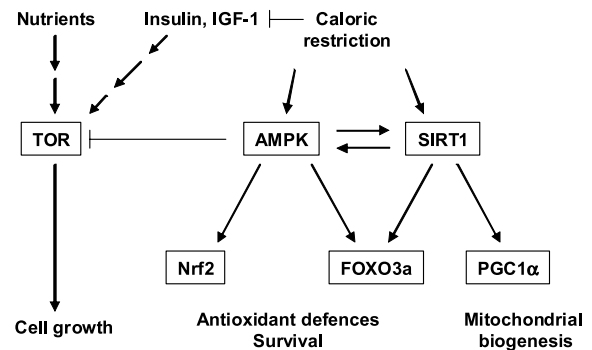 Nutrients
Insulin, IGF-1
Caloric
restriction
TOR
AMPK
SIRT1
Nrf2
FOXO3a
PGC1α
Cell growth
Antioxidant defences
Survival
Mitochondrial
biogenesis